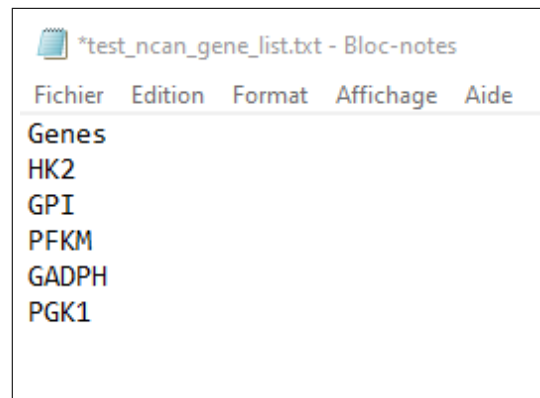 *test_ncan_gene_list.txt - Bloc-notes
Fichier Edition Format Affichage Aide
Genes
HK2
GPI
PFKM
GADPH
PGK1